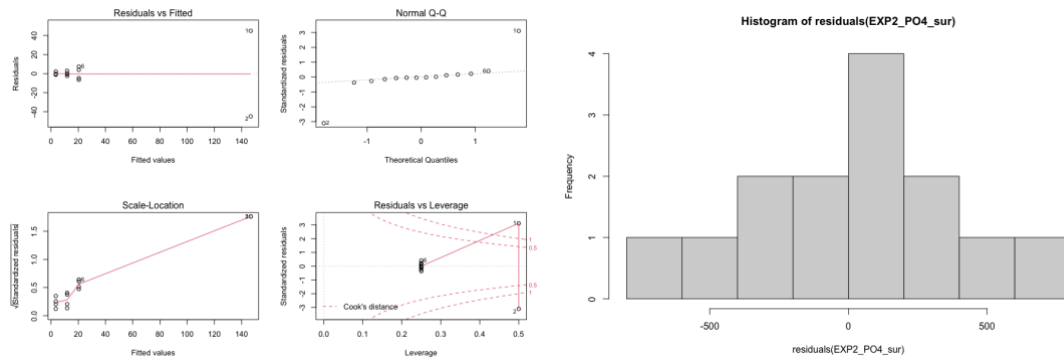 Residuals vs Fitted
Residuals
-40 -20 0 20 40
1
6
2
0 20 40 60 80 100 120 140
Fitted values
Normal Q-Q
Standardized residuals
-3 -2 -1 0 1 2 3
1
6
2
-1 0 1
Theoretical Quantiles
Scale-Location
√|Standardized residuals|
0.0 0.5 1.0 1.5
6
0 20 40 60 80 100 120 140
Fitted values
Residuals vs Leverage
Standardized residuals
-3 -2 -1 0 1 2 3
1
6
2
1
0.5
0.5
1
Cook's distance
0.0 0.1 0.2 0.3 0.4 0.5
Leverage
Histogram of residuals(EXP2_PO4_sur)
Frequency
0 1 2 3 4
-500 0 500
residuals(EXP2_PO4_sur)